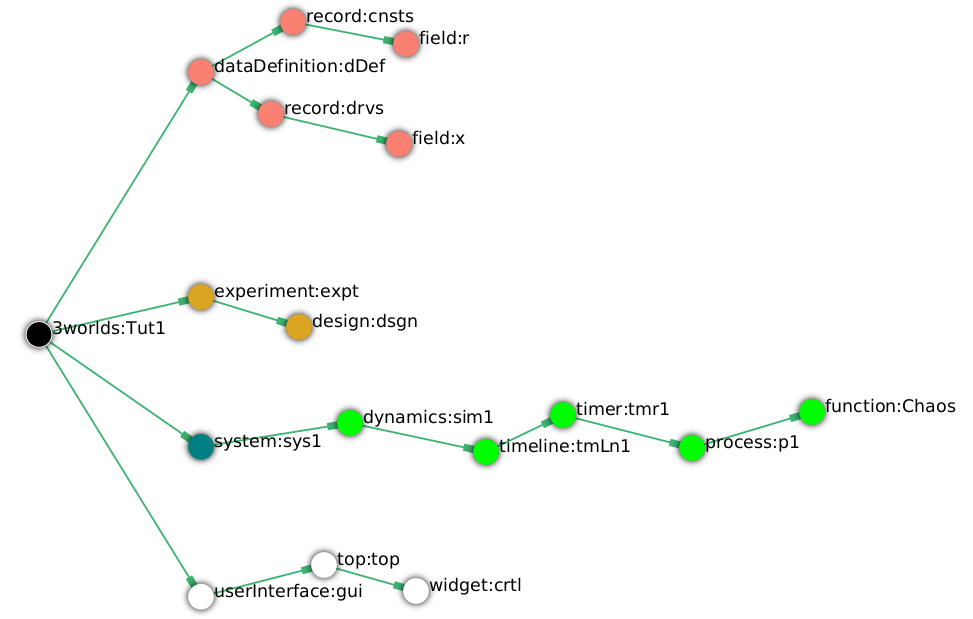 record:cnsts
field:r
dataDefinition:dDef
record:drvs
field:x
experiment:expt
design:dsgn
3worlds:Tut1
function:Chaos
timer:tmr1
dynamics:sim1
system:sys1
timeline:tmLn1
process:p1
top:top
widget:crtl
userInterface:gui